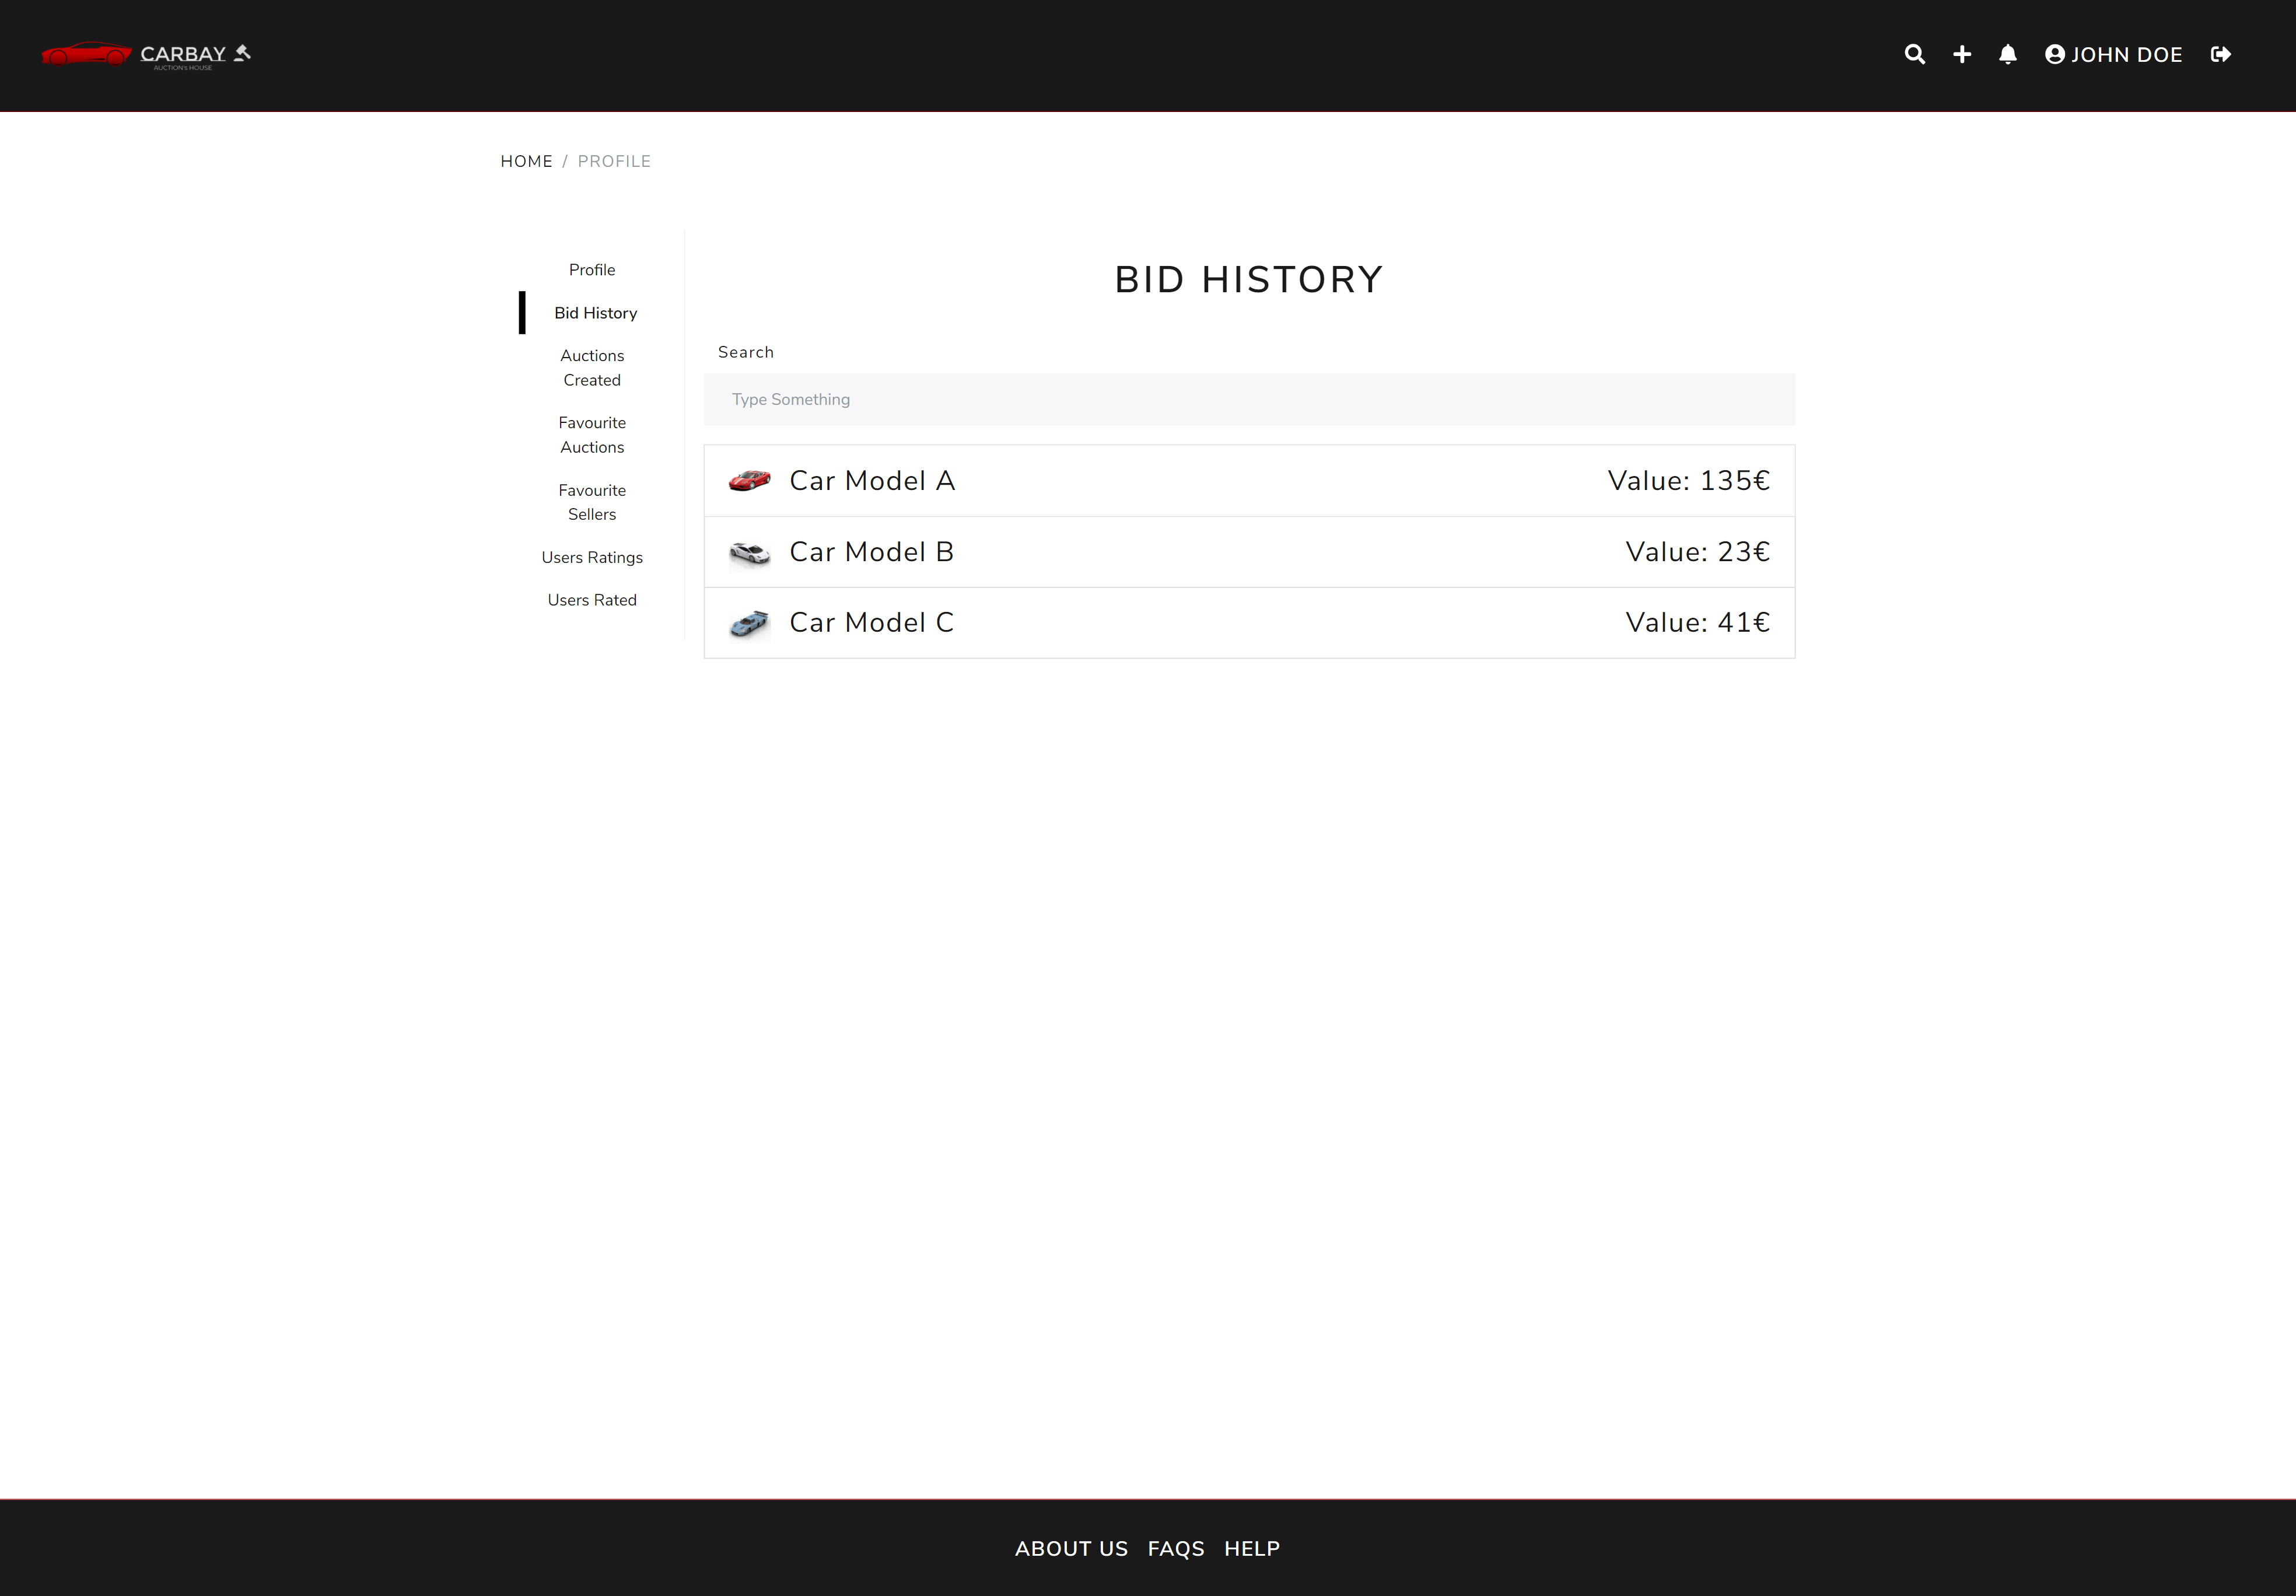 CARBAY
AUCTION's HOUSE
JOHN DOE
HOME / PROFILE
Profile
Bid History
Auctions
Created
Favourite
Auctions
Favourite
Sellers
Users Ratings
Users Rated
BID HISTORY
Search
Type Something
Car Model A Value: 135€
Car Model B Value: 23€
Car Model C Value: 41€
ABOUT US FAQS HELP